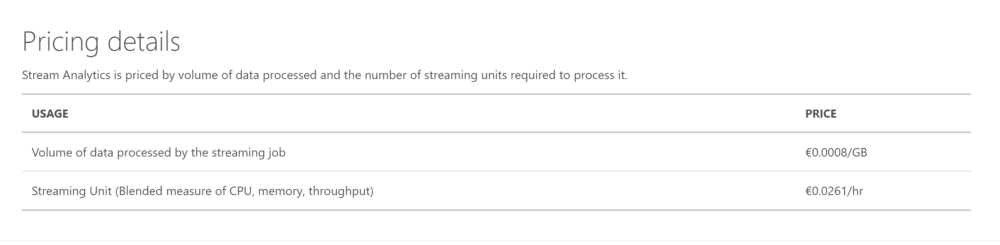 Pricing details
Stream Analytics is priced by volume of data processed and the number of streaming units required to process it.
USAGE PRICE
Volume of data processed by the streaming job €0.0008/GB
Streaming Unit (Blended measure of CPU, memory, throughput) €0.0261/hr